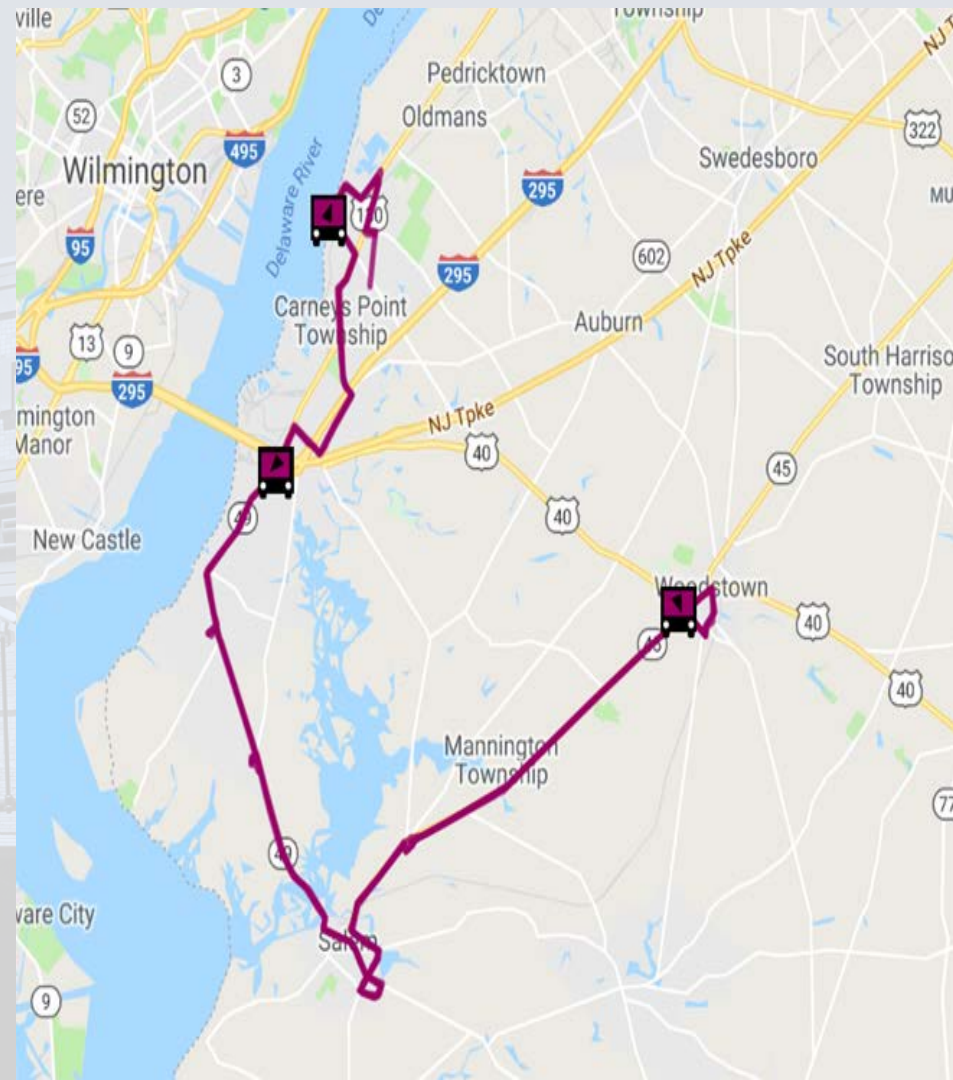 ville
Township
NJ T
3
Pedricktown
52
Oldmans
322
495
Wilmington
Delaware River
Swedesboro
ere
295
MU
130
95
602
NJ Tpke
295
Carneys Point
Township
Auburn
13
9
95
295
South Harriso
Township
mington
Manor
NJ Tpke
40
45
49
40
New Castle
Woodstown
40
40
Mannington
Township
77
49
ware City
Salem
9